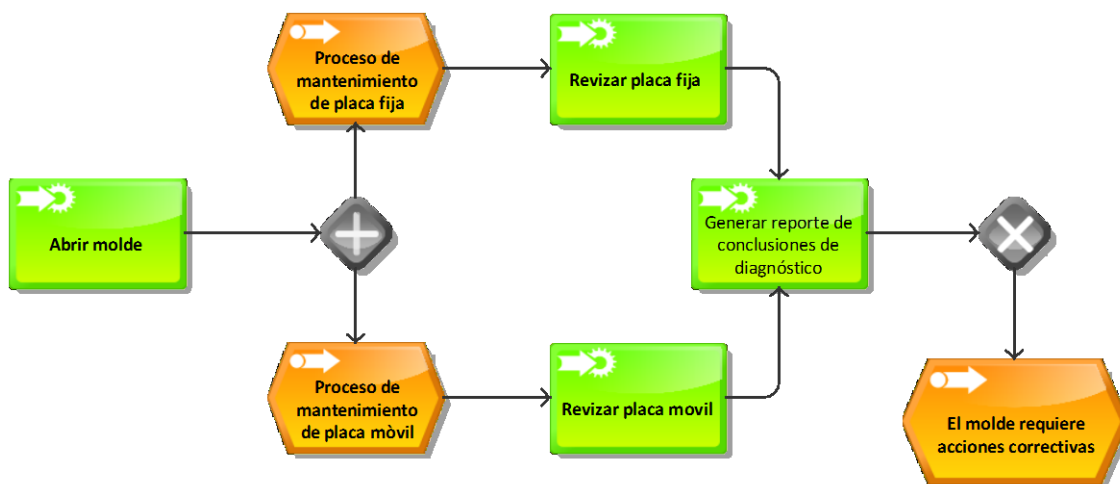 Proceso de
mantenimiento
de placa fija
Revizar placa fija
Abrir molde
Generar reporte de
conclusiones de
diagnóstico
Proceso de
mantenimiento
de placa mòvil
Revizar placa movil
El molde requiere
acciones correctivas